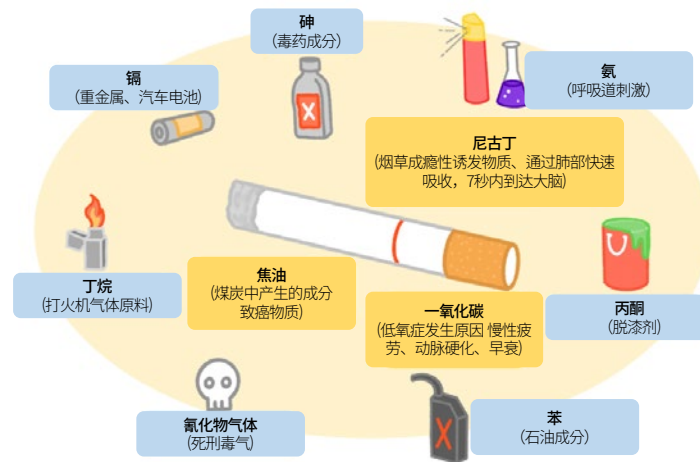 砷
（毒药成分）
镉
（重金属、汽车电池）
氨
（呼吸道刺激）
尼古丁
(烟草成瘾性诱发物质、通过肺部快速
吸收，7秒内到达大脑)
丁烷
(打火机气体原料)
焦油
(煤炭中产生的成分
致癌物质)
一氧化碳
(低氧症发生原因 慢性疲
劳、动脉硬化、早衰)
丙酮
（脱漆剂）
氰化物气体
(死刑毒气)
苯
（石油成分）